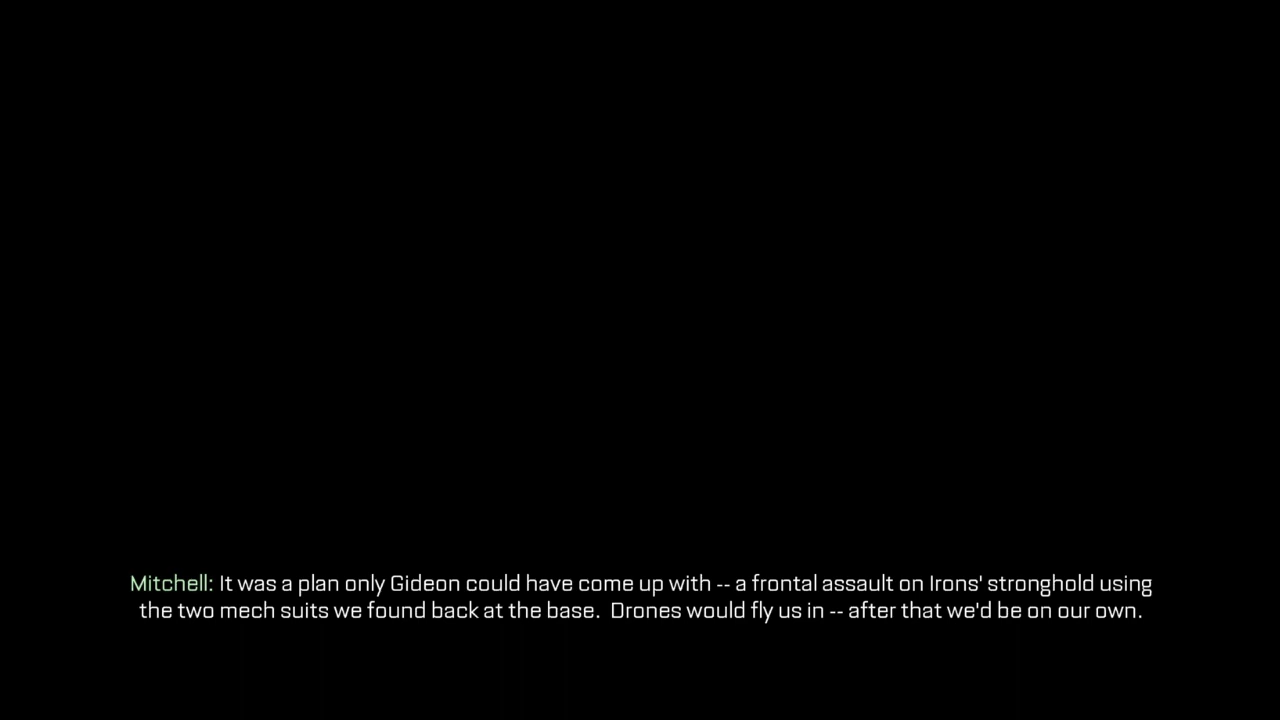 Mitchell: It was a plan only Gideon could have come up with -- a frontal assault on Irons' stronghold using
the two mech suits we found back at the base.  Drones would fly us in -- after that we'd be on our own.